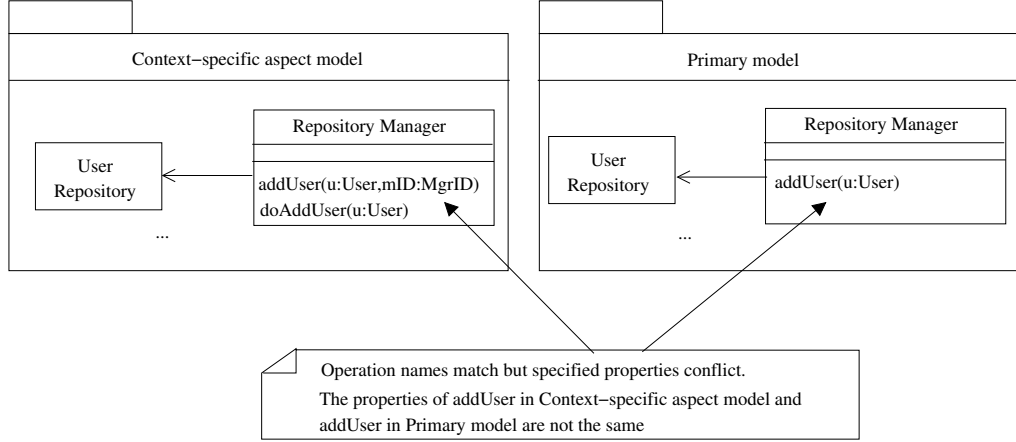 Context−specific aspect model
Repository Manager
User
Repository
addUser(u:User,mID:MgrID)
doAddUser(u:User)
...
Primary model
Repository Manager
User
Repository
addUser(u:User)
...
Operation names match but specified properties conflict.
The properties of addUser in Context−specific aspect model and
addUser in Primary model are not the same